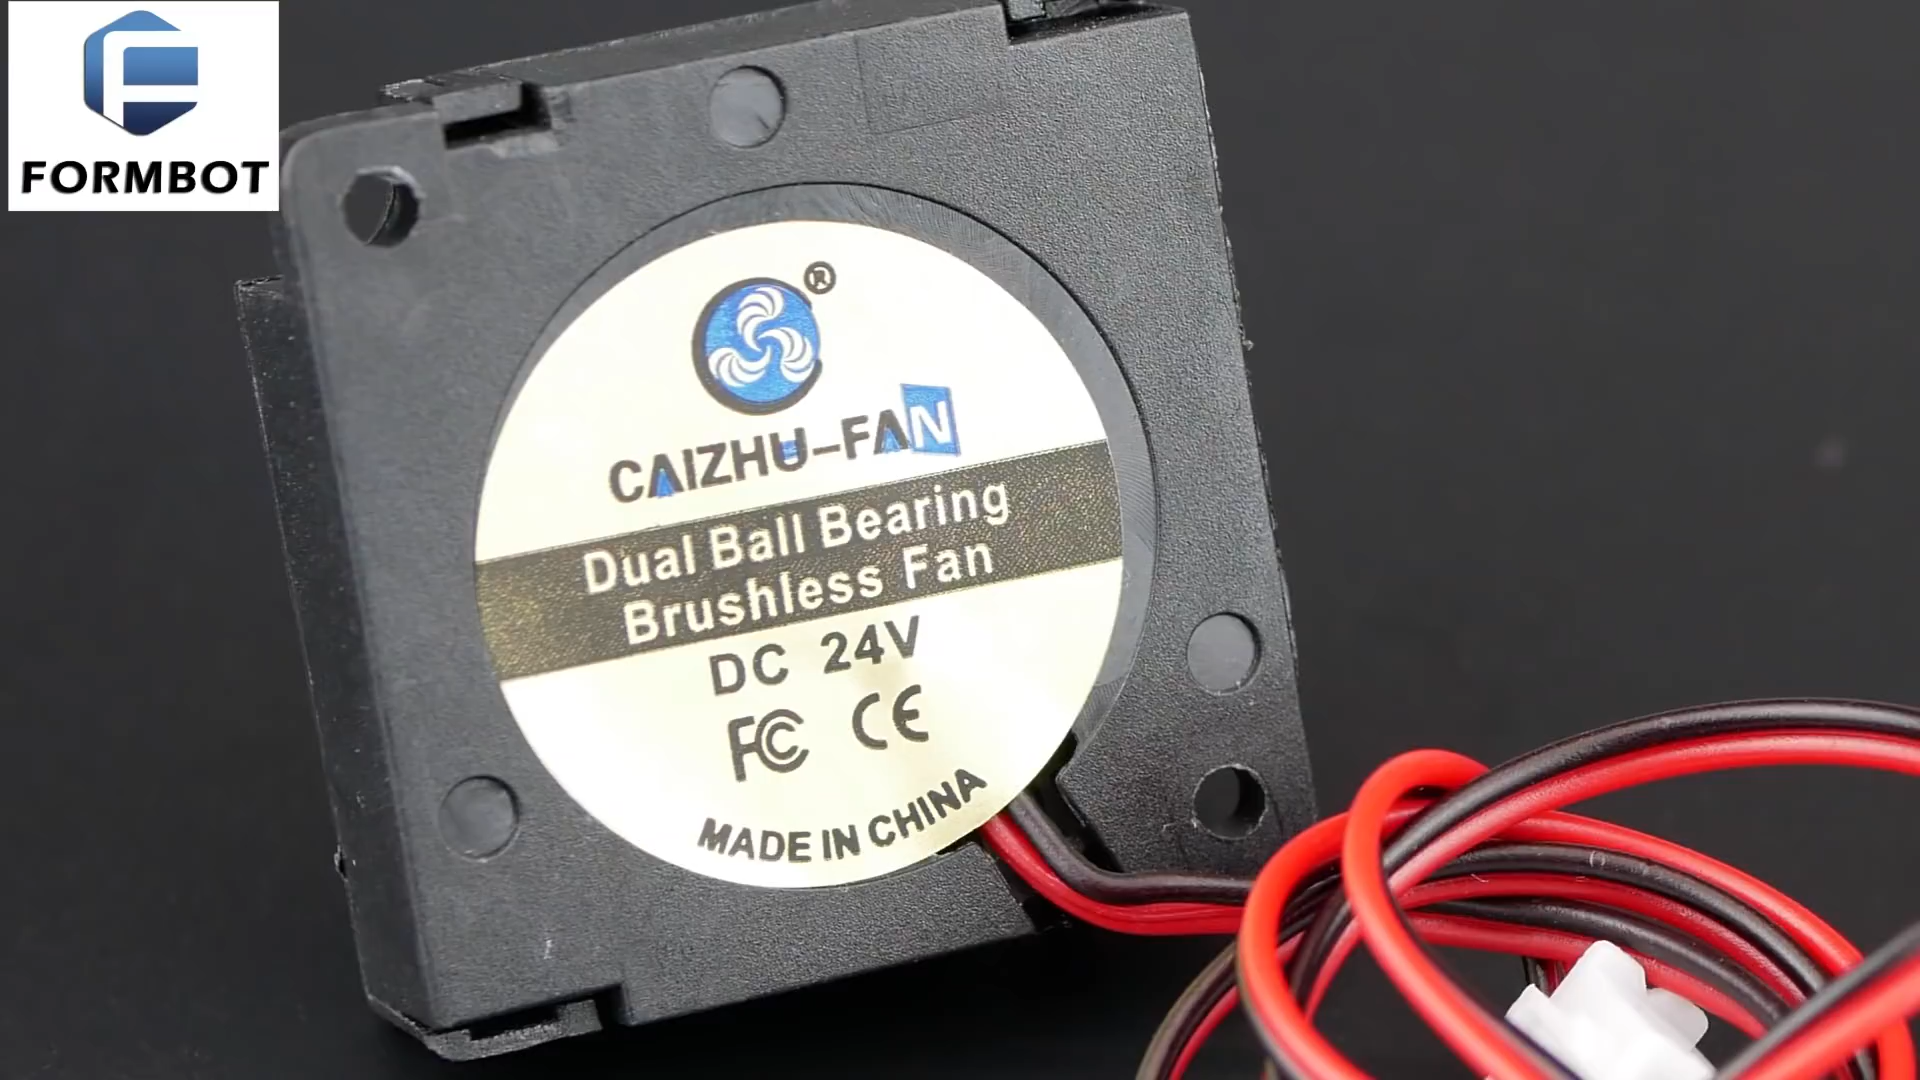 FORMBOT
®
CAIZHU-FAN
Dual Ball Bearing
Brushless Fan
DC 24V
FC CE
MADE IN CHINA